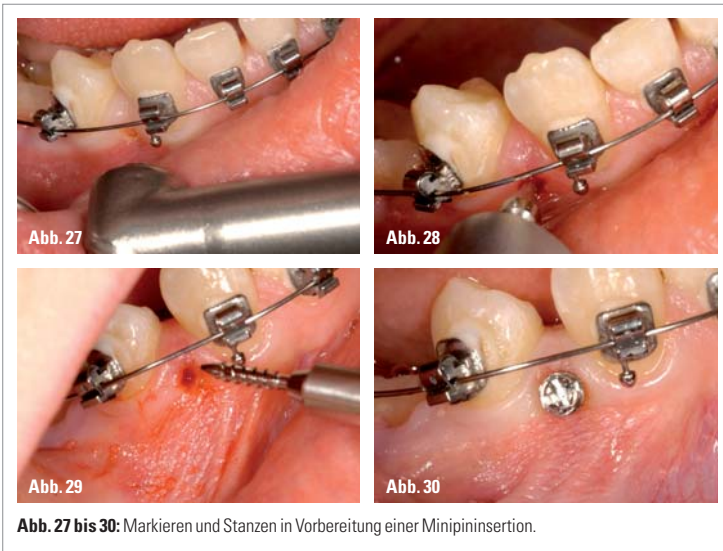 Abb. 27
Abb. 28
Abb. 29
Abb. 30
Abb. 27 bis 30: Markieren und Stanzen in Vorbereitung einer Minipininsertion.